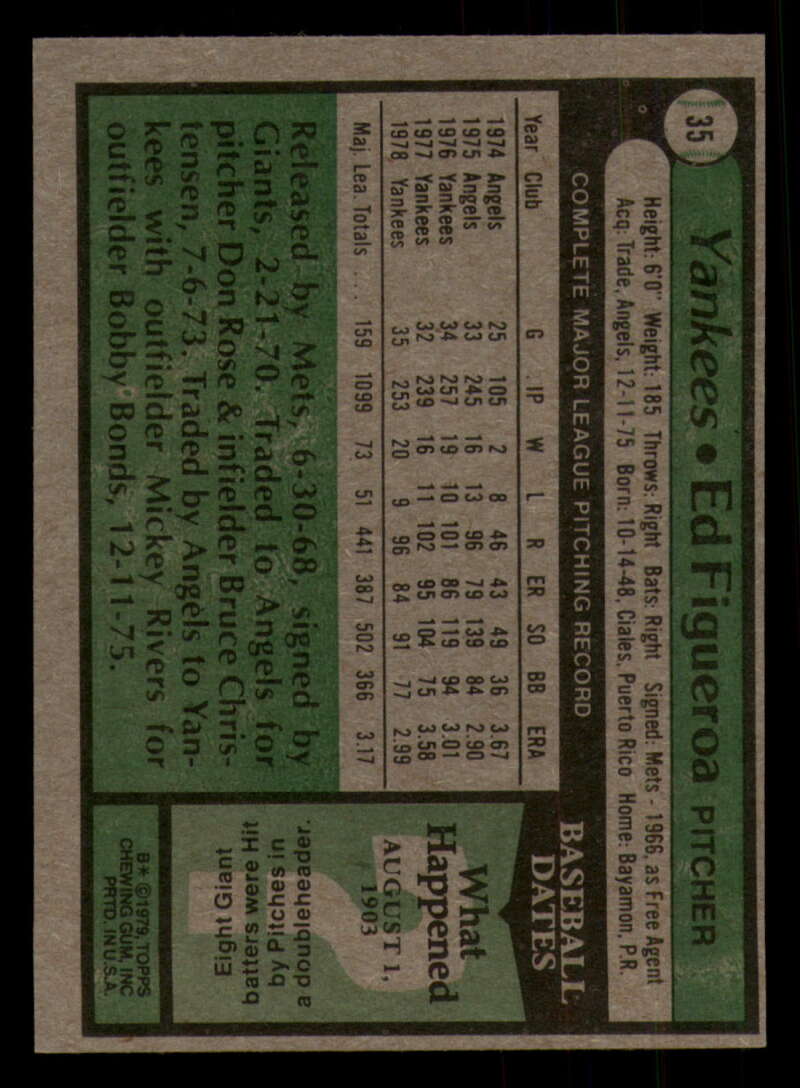 35
Yankees • Ed Figueroa PITCHER
Height: 6'0" Weight: 185 Throws: Right Bats: Right Signed: Mets - 1966, as Free Agent
Acq: Trade, Angels, 12-11-75 Born: 10-14-48, Ciales, Puerto Rico Home: Bayamon, P.R.
COMPLETE MAJOR LEAGUE PITCHING RECORD
Year Club G IP W L R ER SO BB ERA
1974 Angels 25 105 2 8 46 43 49 36 3.67
1975 Angels 33 245 16 13 96 79 139 84 2.90
1976 Yankees 34 257 19 10 101 86 119 94 3.01
1977 Yankees 32 239 16 11 102 95 104 75 3.58
1978 Yankees 35 253 20 9 96 84 91 77 2.99
Maj. Lea. Totals . . . 159 1099 73 51 441 387 502 366 3.17
Released by Mets, 6-30-68, signed by
Giants, 2-21-70. Traded to Angels for
pitcher Don Rose & infielder Bruce Chris-
tensen, 7-6-73. Traded by Angels to Yan-
kees with outfielder Mickey Rivers for
outfielder Bobby Bonds, 12-11-75.
BASEBALL
DATES
What
Happened
AUGUST 1,
1903
?
Eight Giant
batters were Hit
by Pitches in
a doubleheader.
B* © 1979, TOPPS
CHEWING GUM, INC
PRTD. IN U.S.A.